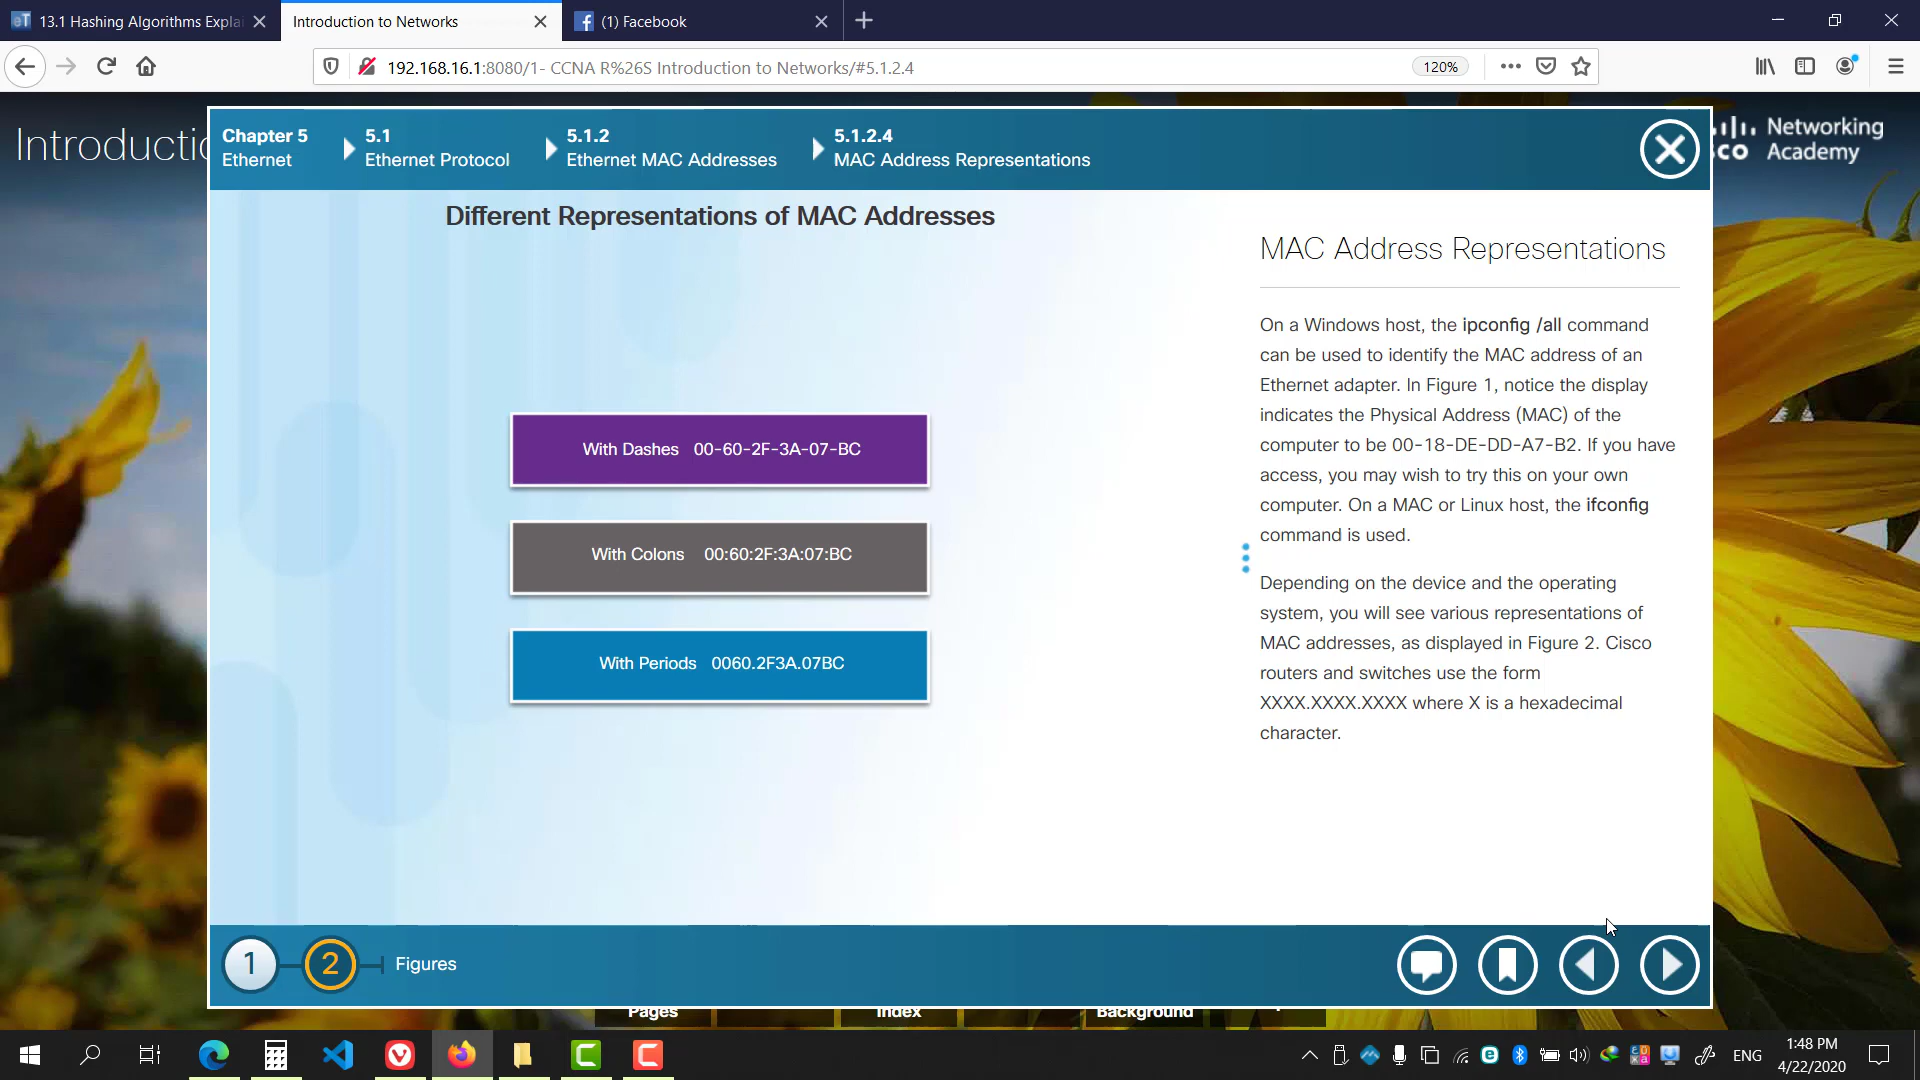 13.1 Hashing Algorithms Explai
Introduction to Networks
(1) Facebook
192.168.16.1:8080/1- CCNA R%26S Introduction to Networks/#5.1.2.4
120%
Introductio
Chapter 5
Ethernet
5.1
Ethernet Protocol
5.1.2
Ethernet MAC Addresses
5.1.2.4
MAC Address Representations
Networking
Academy
Different Representations of MAC Addresses
With Dashes 00-60-2F-3A-07-BC
With Colons 00:60:2F:3A:07:BC
With Periods 0060.2F3A.07BC
MAC Address Representations
On a Windows host, the ipconfig /all command
can be used to identify the MAC address of an
Ethernet adapter. In Figure 1, notice the display
indicates the Physical Address (MAC) of the
computer to be 00-18-DE-DD-A7-B2. If you have
access, you may wish to try this on your own
computer. On a MAC or Linux host, the ifconfig
command is used.
Depending on the device and the operating
system, you will see various representations of
MAC addresses, as displayed in Figure 2. Cisco
routers and switches use the form
XXXX.XXXX.XXXX where X is a hexadecimal
character.
1
2
Figures
Pages
Index
Background
ENG
1:48 PM
4/22/2020